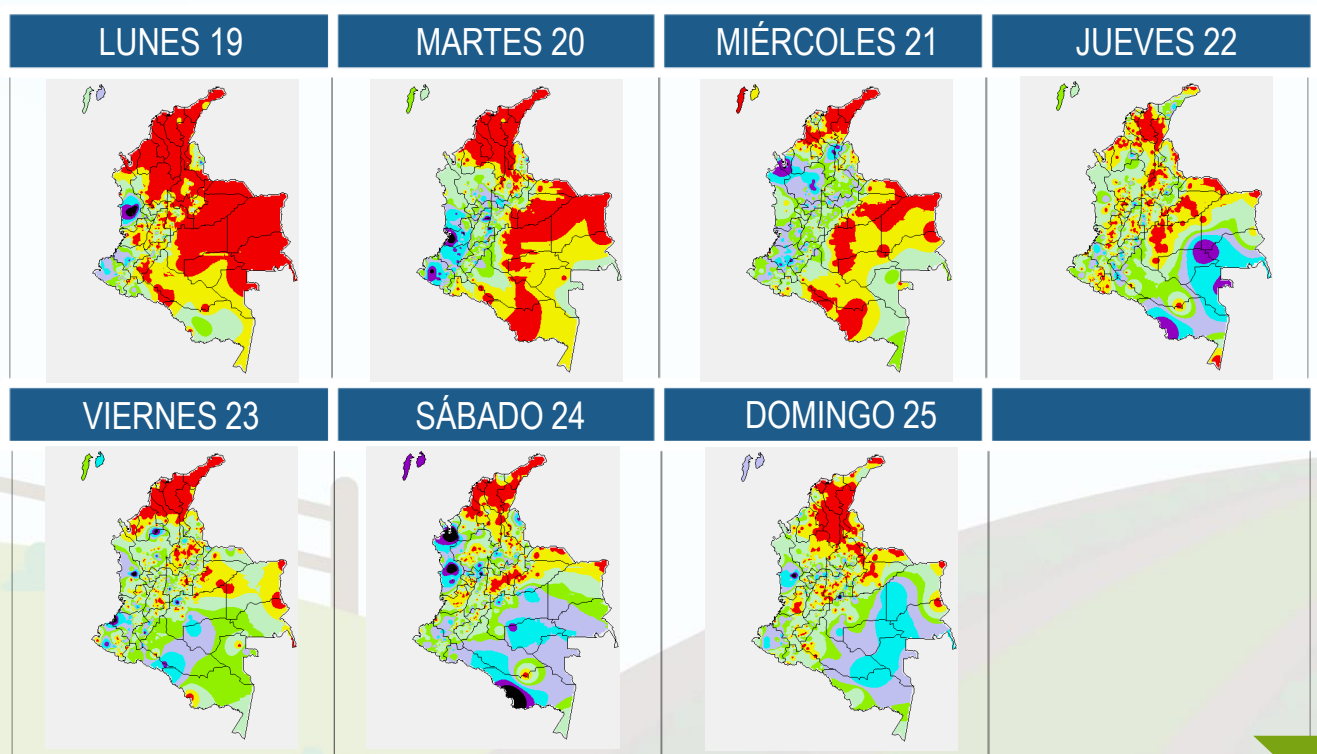 LUNES 19
MARTES 20
MIÉRCOLES 21
JUEVES 22
VIERNES 23
SÁBADO 24
DOMINGO 25